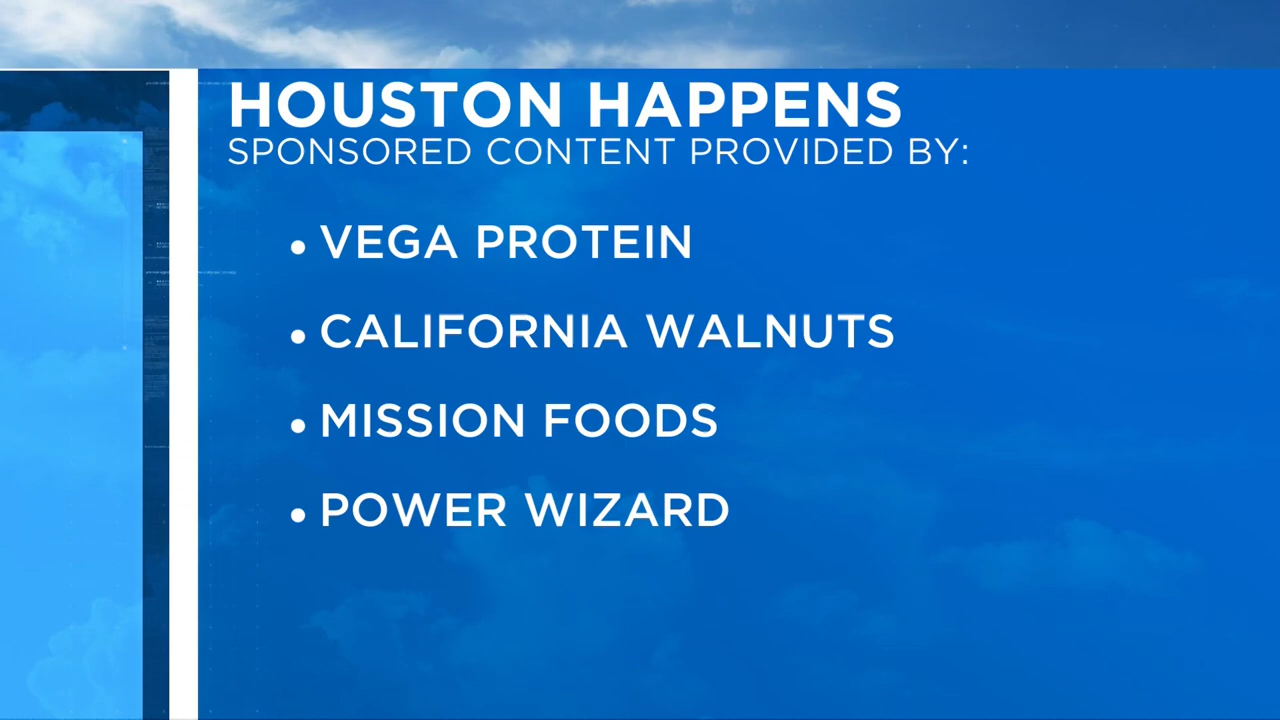 HOUSTON HAPPENS
SPONSORED CONTENT PROVIDED BY:
• VEGA PROTEIN
• CALIFORNIA WALNUTS
• MISSION FOODS
• POWER WIZARD